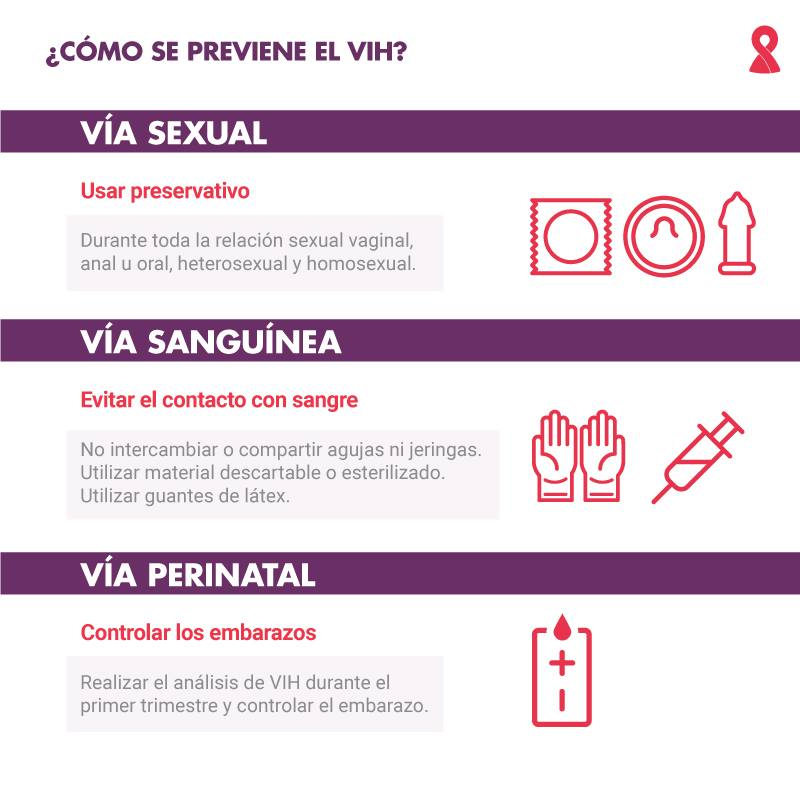 ¿CÓMO SE PREVIENE EL VIH?
VÍA SEXUAL
Usar preservativo
Durante toda la relación sexual vaginal,
anal u oral, heterosexual y homosexual.
VÍA SANGUÍNEA
Evitar el contacto con sangre
No intercambiar o compartir agujas ni jeringas.
Utilizar material descartable o esterilizado.
Utilizar guantes de látex.
VÍA PERINATAL
Controlar los embarazos
Realizar el análisis de VIH durante el
primer trimestre y controlar el embarazo.